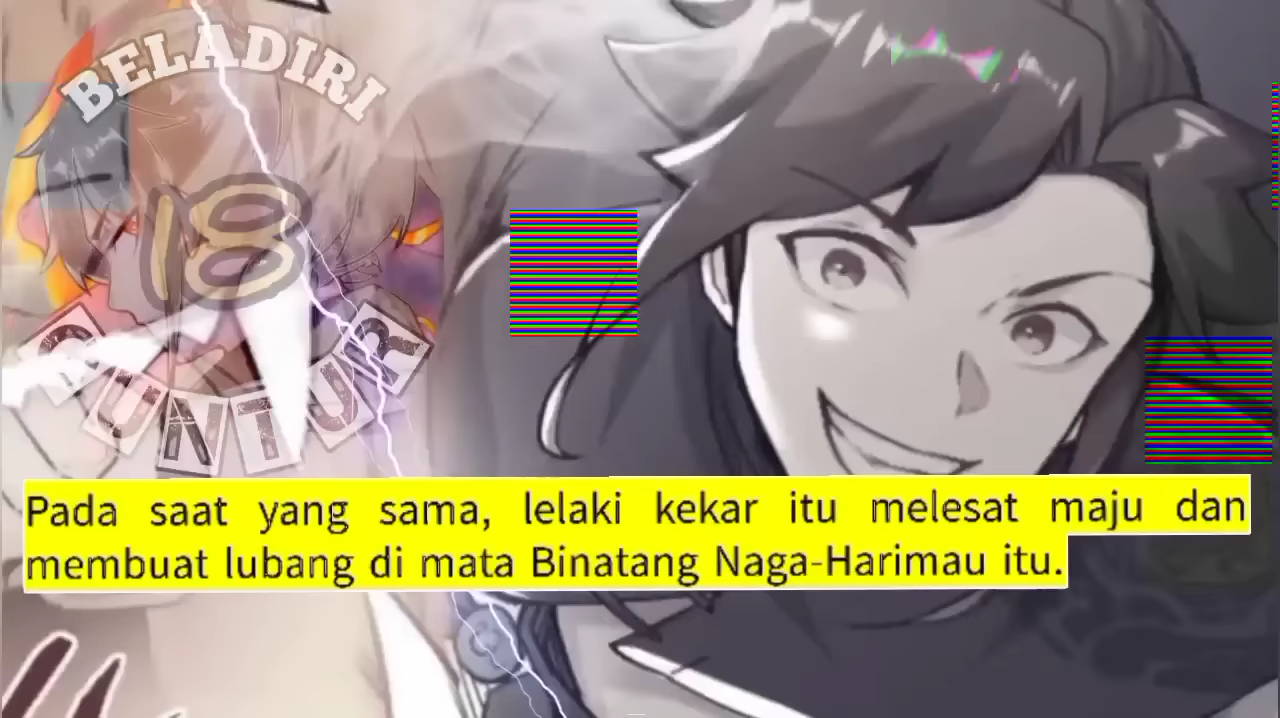 BELADIRI
18
GUNTUR
Pada saat yang sama, lelaki kekar itu melesat maju dan
membuat lubang di mata Binatang Naga-Harimau itu.